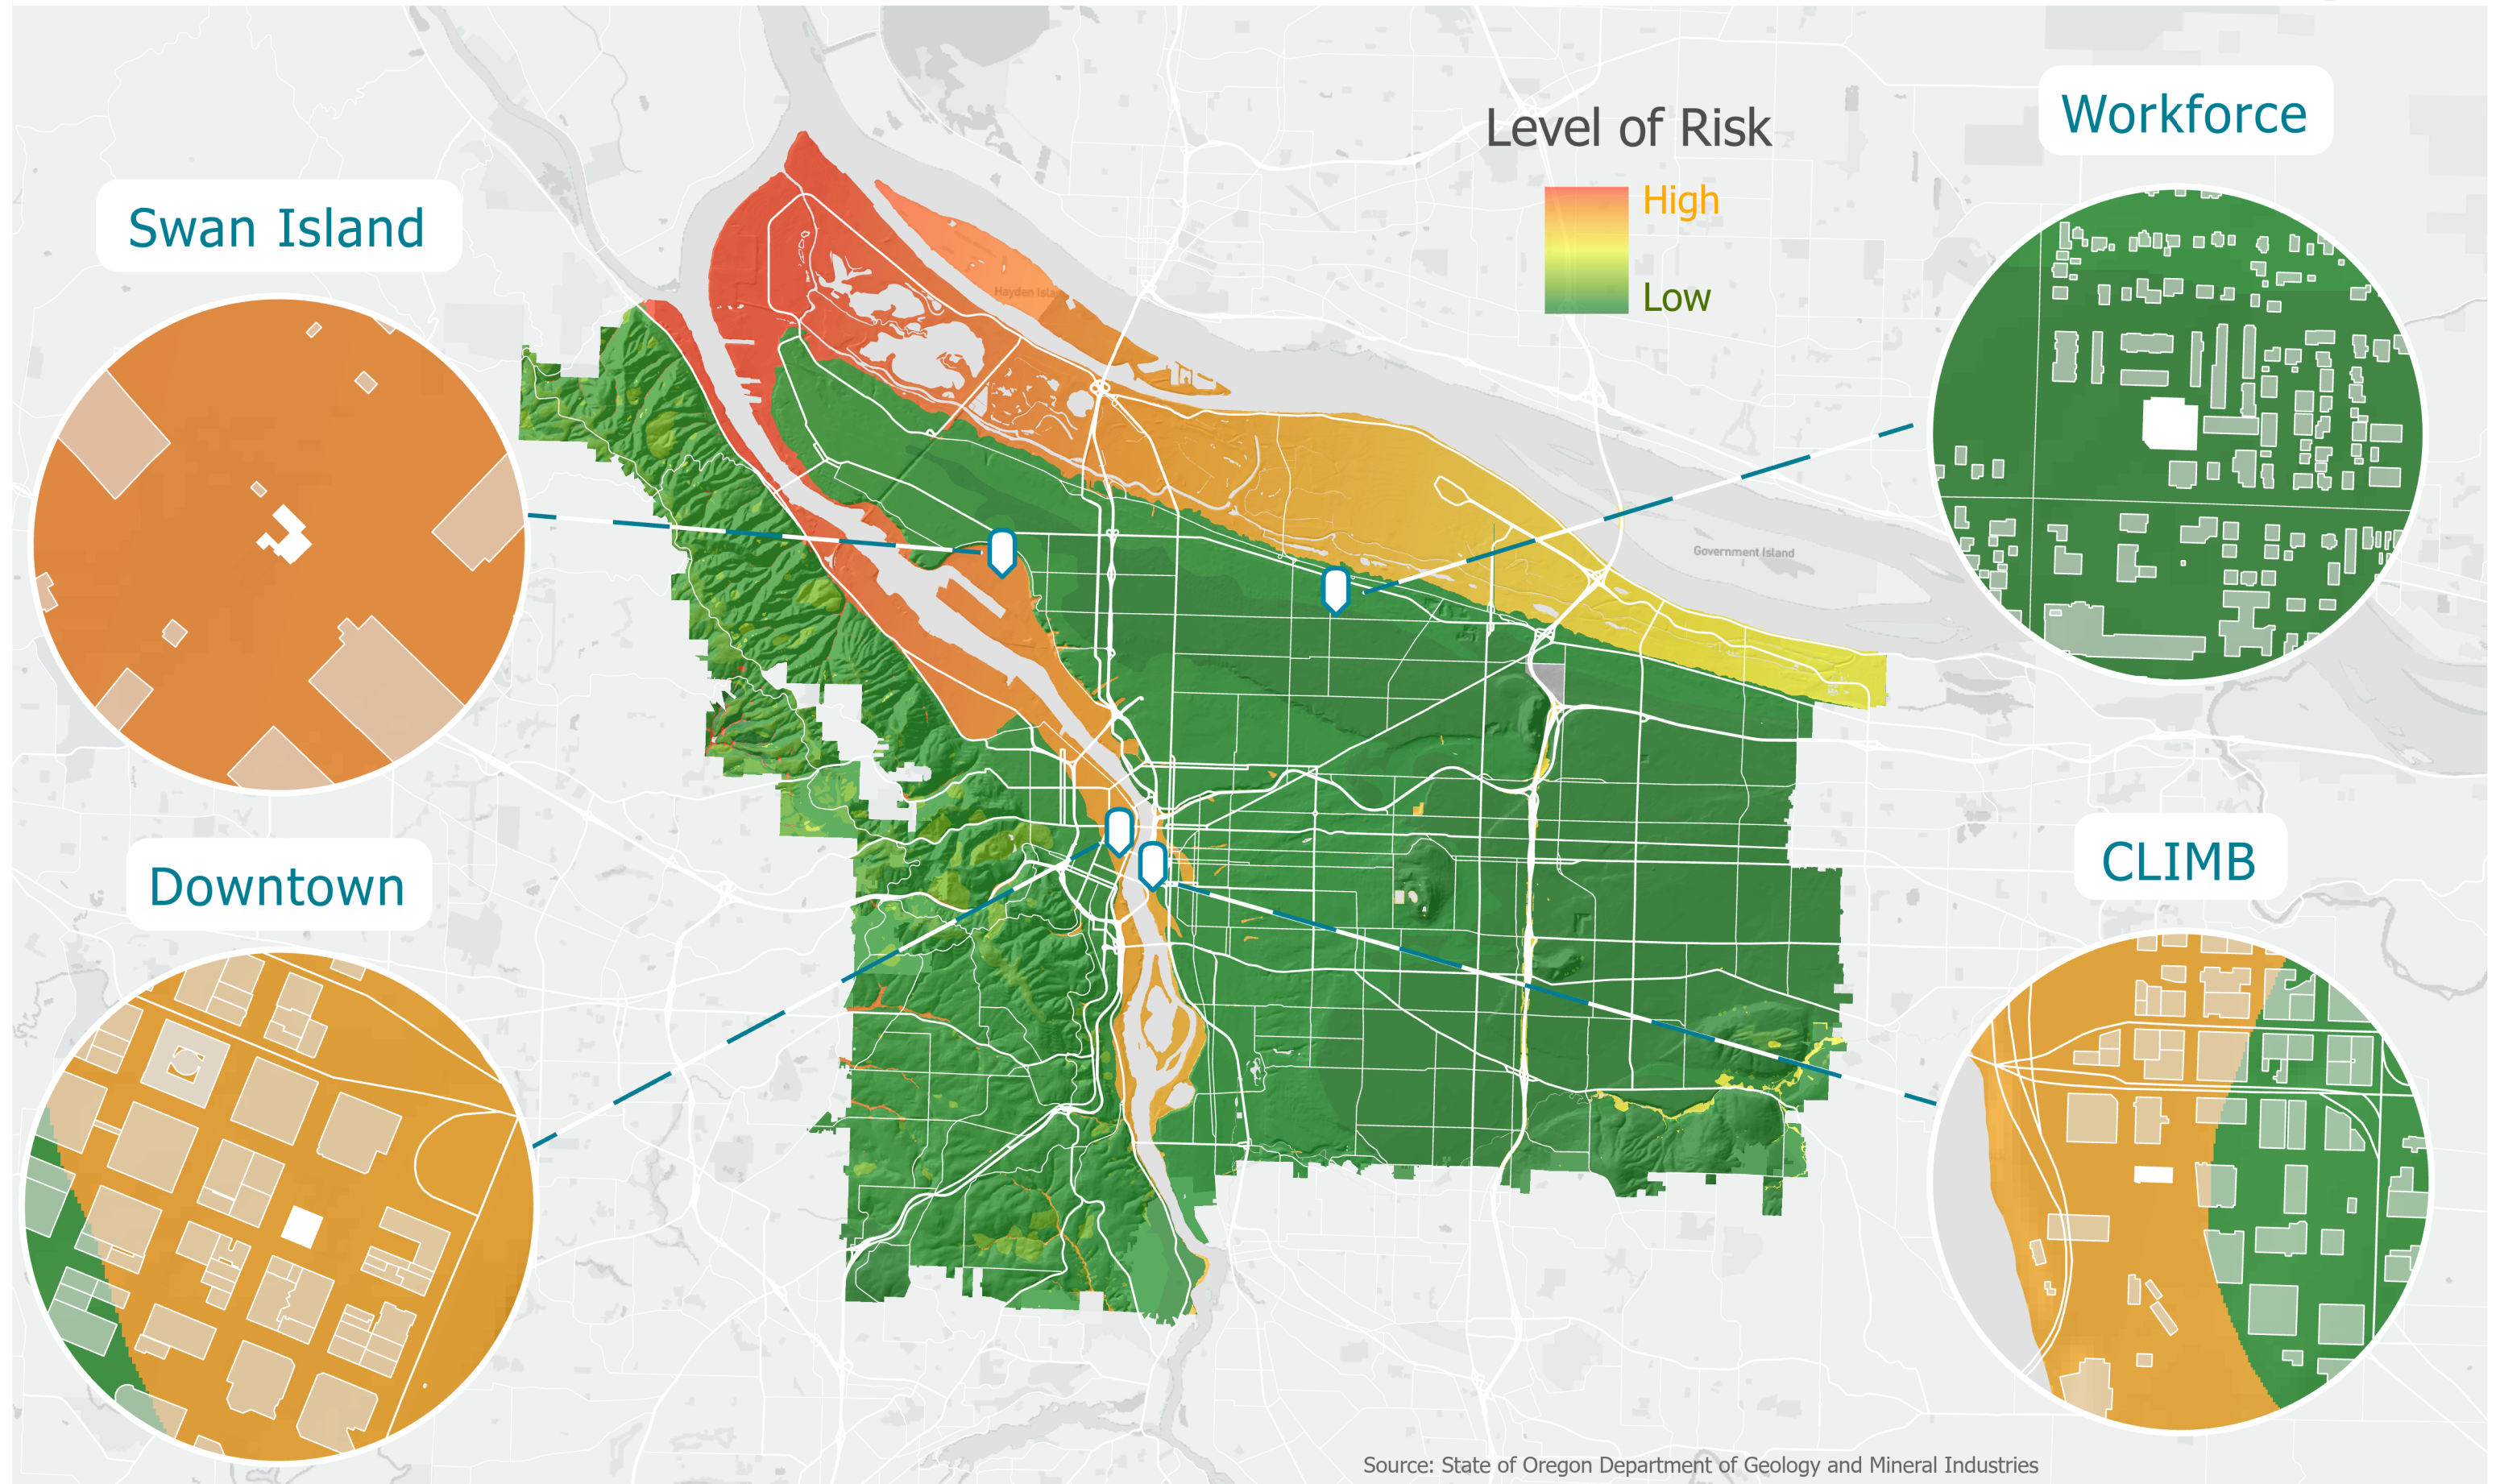 Workforce
Level of Risk
High
Low
Swan Island
Hayden Isla
Government Island
Downtown
CLIMB
Source: State of Oregon Department of Geology and Mineral Industries